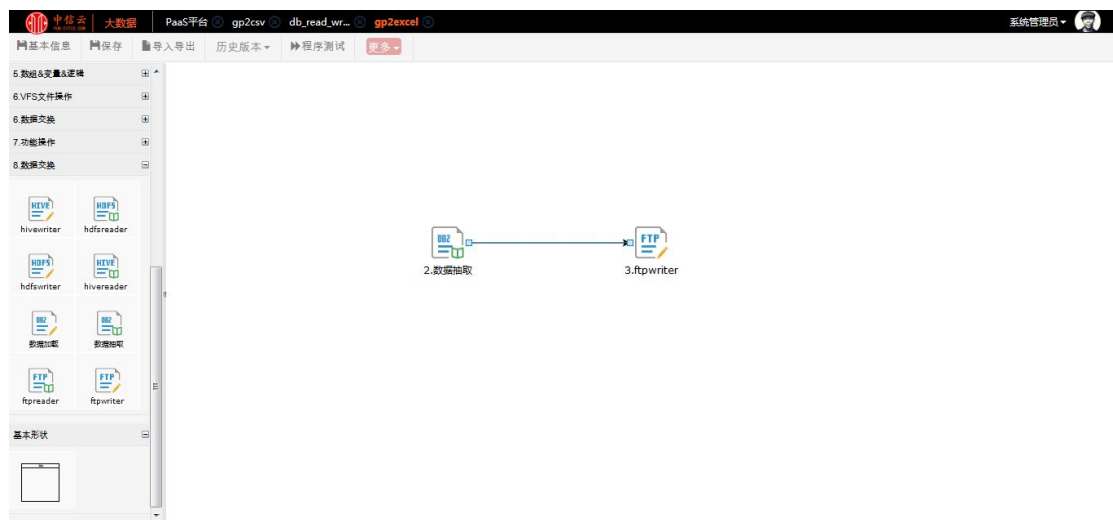 中信云 大数据 PaaS平台 gp2csv db_read_wr... gp2excel 系统管理员
基本信息 保存 导入导出 历史版本 程序测试 更多
5.数组&变量&逻辑
6.VFS文件操作
6.数据交换
7.功能操作
8.数据交换
HIVE HDFS
hivewriter hdfsreader
HDFS HIVE
hdfswriter hivereader
DB2 DB2
数据加载 数据抽取
FTP FTP
ftpreader ftpwriter
基本形状
DB2 FTP
2.数据抽取 3.ftpwriter